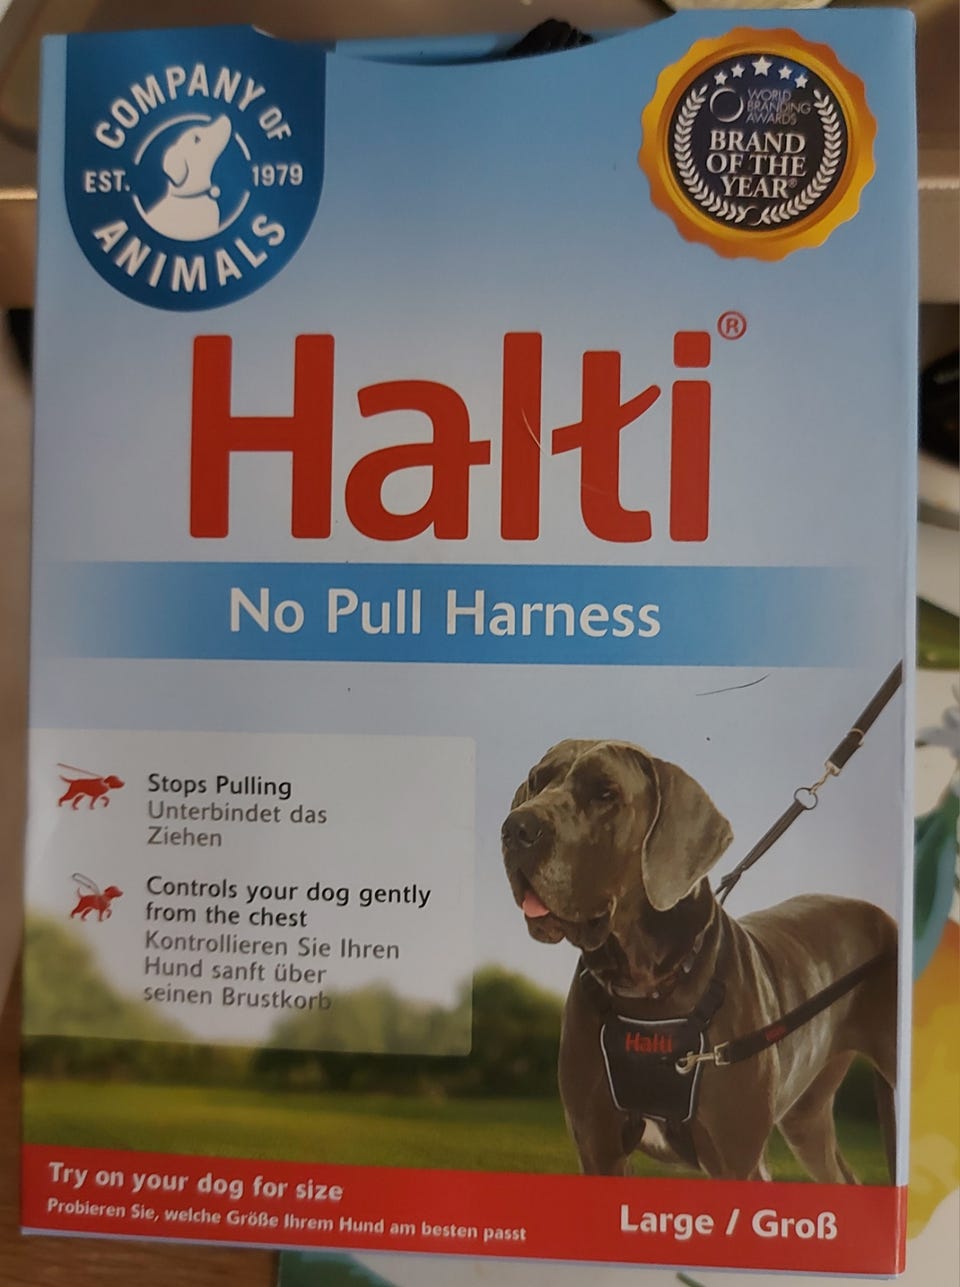 COMPANY OF
EST. 1979
ANIMALS
WORLD
BRANDING
AWARDS
BRAND
OF THE
YEAR®
Halti®
No Pull Harness
Stops Pulling
Unterbindet das
Ziehen
Controls your dog gently
from the chest
Kontrollieren Sie Ihren
Hund sanft über
seinen Brustkorb
Halti
Try on your dog for size
Probieren Sie, welche Größe Ihrem Hund am besten passt
Large / Groß